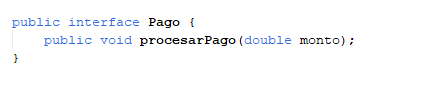 public interface Pago {
    public void procesarPago(double monto);
}